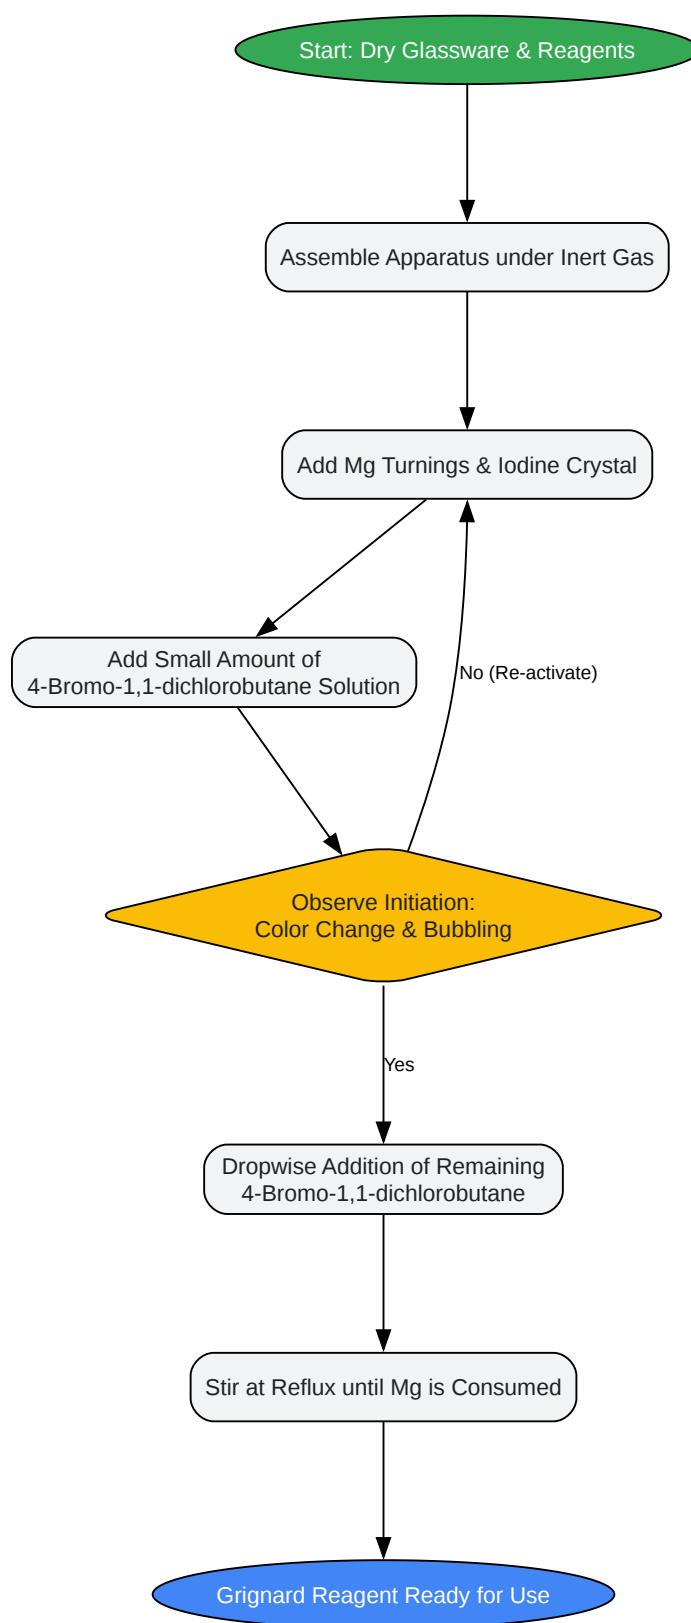 Start: Dry Glassware & Reagents
Assemble Apparatus under Inert Gas
Add Mg Turnings & Iodine Crystal
Add Small Amount of
4-Bromo-1,1-dichlorobutane Solution
No (Re-activate)
Observe Initiation:
Color Change & Bubbling
Yes
Dropwise Addition of Remaining
4-Bromo-1,1-dichlorobutane
Stir at Reflux until Mg is Consumed
Grignard Reagent Ready for Use